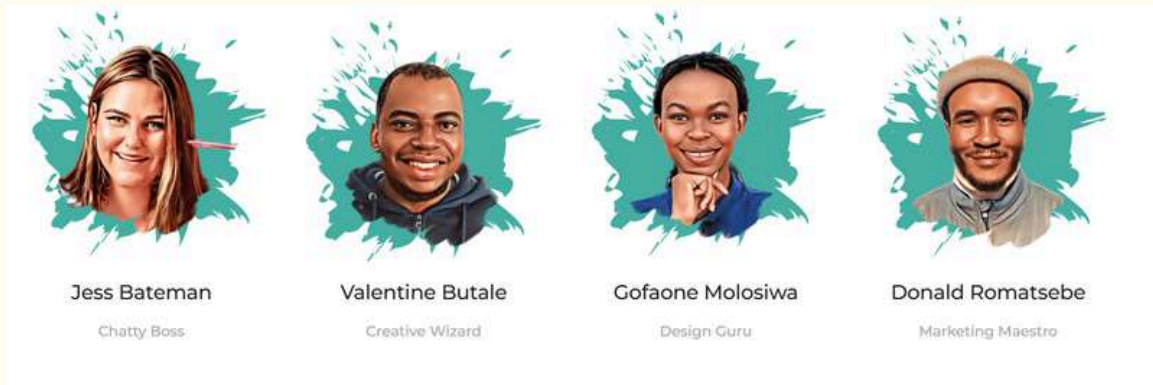 Jess Bateman
Valentine Butale
Gofaone Molosiwa
Donald Romatsebe
Chatty Boss
Creative Wizard
Design Guru
Marketing Maestro